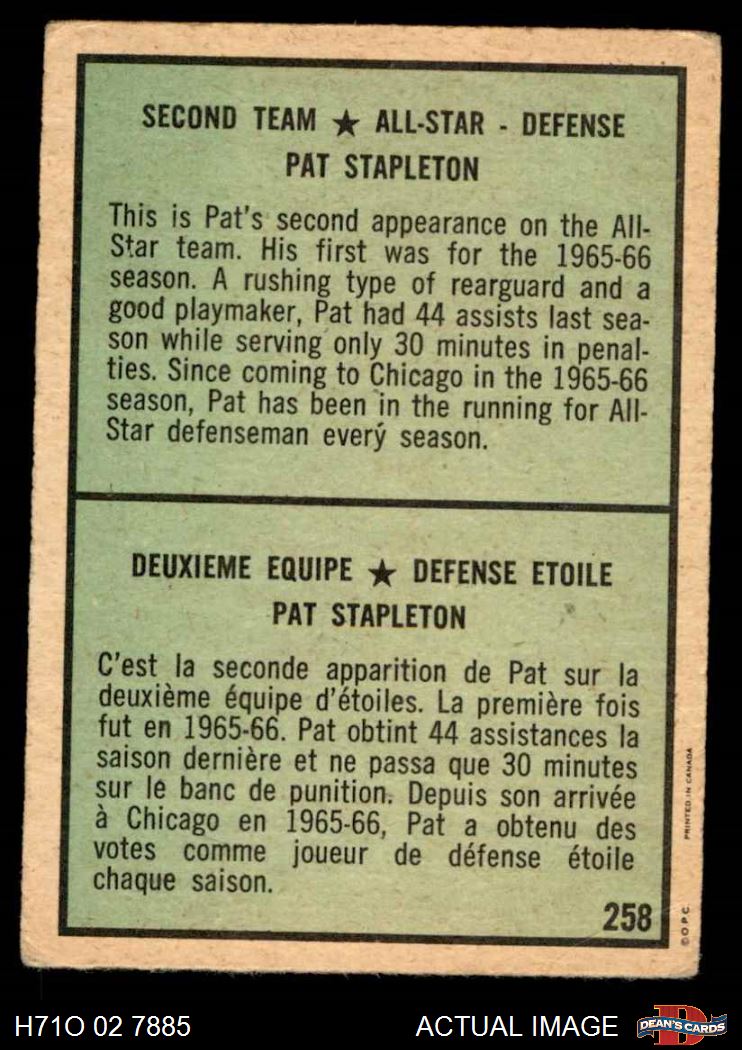 SECOND TEAM ★ ALL-STAR - DEFENSE
PAT STAPLETON
This is Pat's second appearance on the All-
Star team. His first was for the 1965-66
season. A rushing type of rearguard and a
good playmaker, Pat had 44 assists last sea-
son while serving only 30 minutes in penal-
ties. Since coming to Chicago in the 1965-66
season, Pat has been in the running for All-
Star defenseman every season.
DEUXIEME EQUIPE ★ DEFENSE ETOILE
PAT STAPLETON
C'est la seconde apparition de Pat sur la
deuxième équipe d'étoiles. La première fois
fut en 1965-66. Pat obtint 44 assistances la
saison dernière et ne passa que 30 minutes
sur le banc de punition. Depuis son arrivée
à Chicago en 1965-66, Pat a obtenu des
votes comme joueur de défense étoile
chaque saison.
258
©O.P.C. PRINTED IN CANADA
H71O 02 7885
ACTUAL IMAGE
DEAN'S CARDS